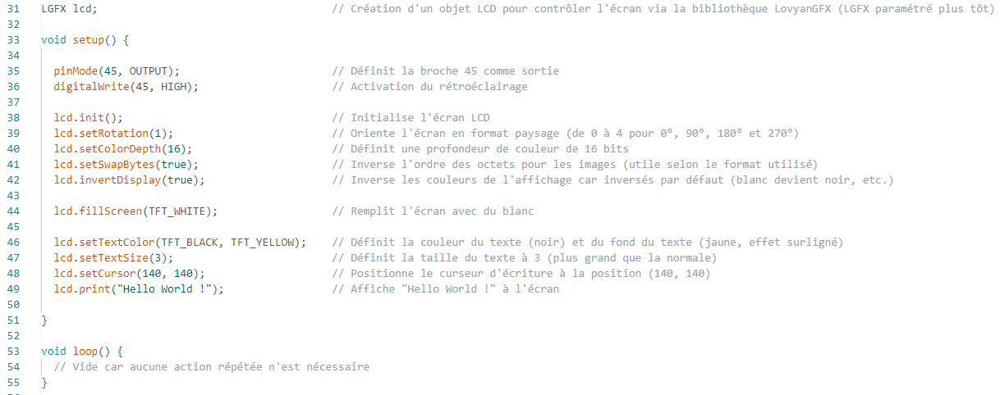 31 LGFX lcd; // Création d'un objet LCD pour contrôler l'écran via la bibliothèque LovyanGFX (LGFX paramétré plus tôt)
32
33 void setup() {
34
35 pinMode(45, OUTPUT); // Définit la broche 45 comme sortie
36 digitalWrite(45, HIGH); // Activation du rétroéclairage
37
38 lcd.init(); // Initialise l'écran LCD
39 lcd.setRotation(1); // Oriente l'écran en format paysage (de 0 à 4 pour 0°, 90°, 180° et 270°)
40 lcd.setColorDepth(16); // Définit une profondeur de couleur de 16 bits
41 lcd.setSwapBytes(true); // Inverse l'ordre des octets pour les images (utile selon le format utilisé)
42 lcd.invertDisplay(true); // Inverse les couleurs de l'affichage car inversés par défaut (blanc devient noir, etc.)
43
44 lcd.fillScreen(TFT_WHITE); // Remplit l'écran avec du blanc
45
46 lcd.setTextColor(TFT_BLACK, TFT_YELLOW); // Définit la couleur du texte (noir) et du fond du texte (jaune, effet surligné)
47 lcd.setTextSize(3); // Définit la taille du texte à 3 (plus grand que la normale)
48 lcd.setCursor(140, 140); // Positionne le curseur d'écriture à la position (140, 140)
49 lcd.print("Hello World !"); // Affiche "Hello World !" à l'écran
50
51 }
52
53 void loop() {
54 // Vide car aucune action répétée n'est nécessaire
55 }